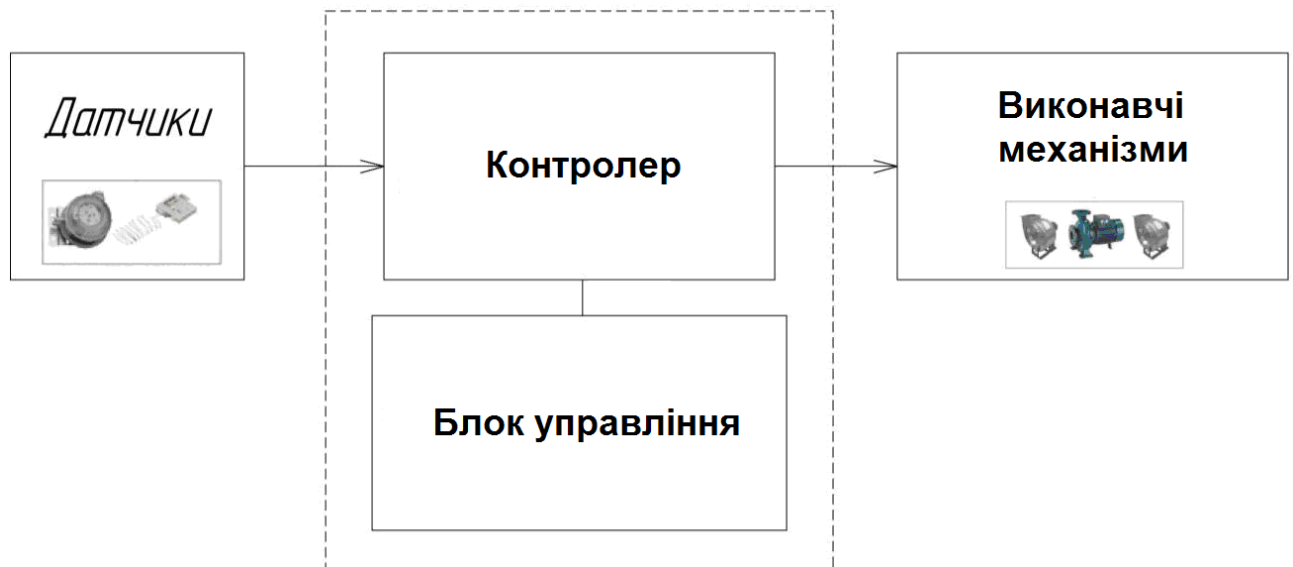 Датчики
Контролер
Виконавчі
механізми
Блок управління